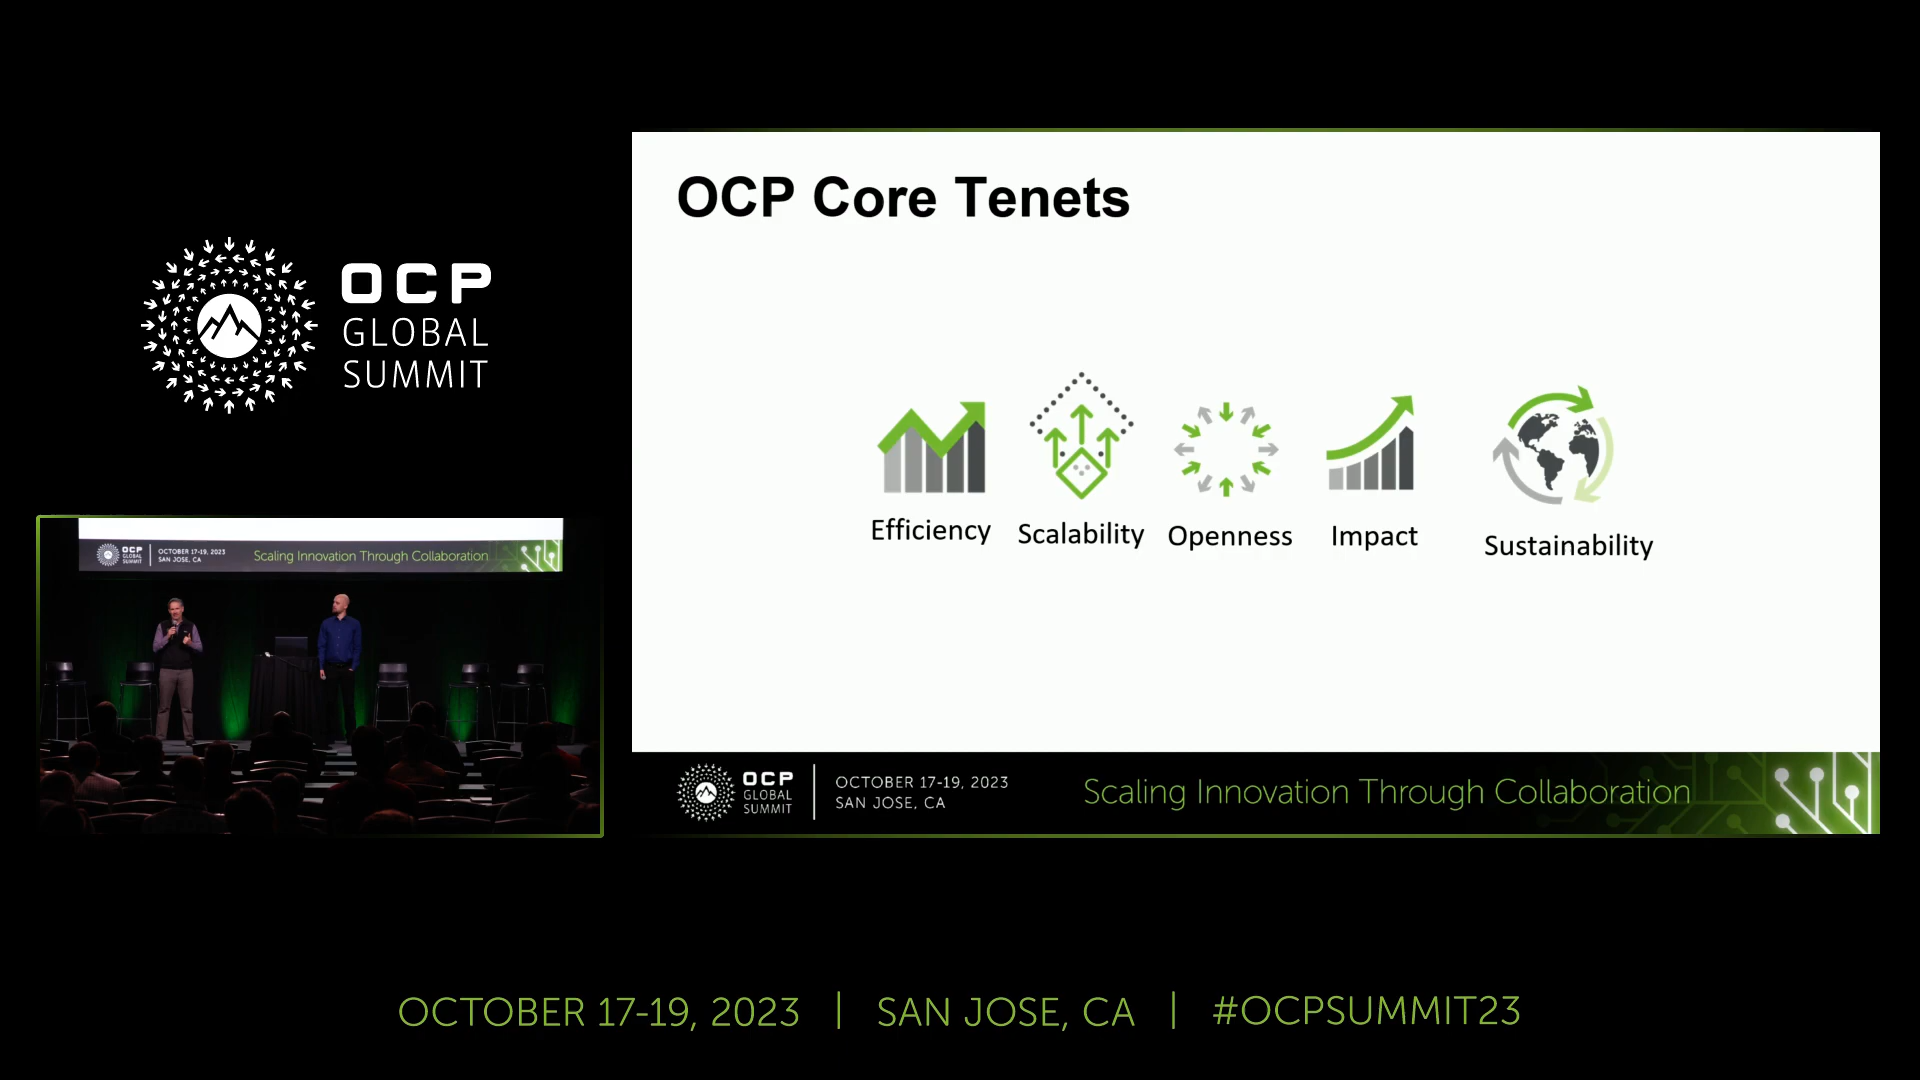 OCP
GLOBAL
SUMMIT
OCP
GLOBAL
SUMMIT
OCTOBER 17-19, 2023
SAN JOSE, CA
Scaling Innovation Through Collaboration
OCP Core Tenets
Efficiency
Scalability
Openness
Impact
Sustainability
OCP
GLOBAL
SUMMIT
OCTOBER 17-19, 2023
SAN JOSE, CA
Scaling Innovation Through Collaboration
OCTOBER 17-19, 2023 | SAN JOSE, CA | #OCPSUMMIT23